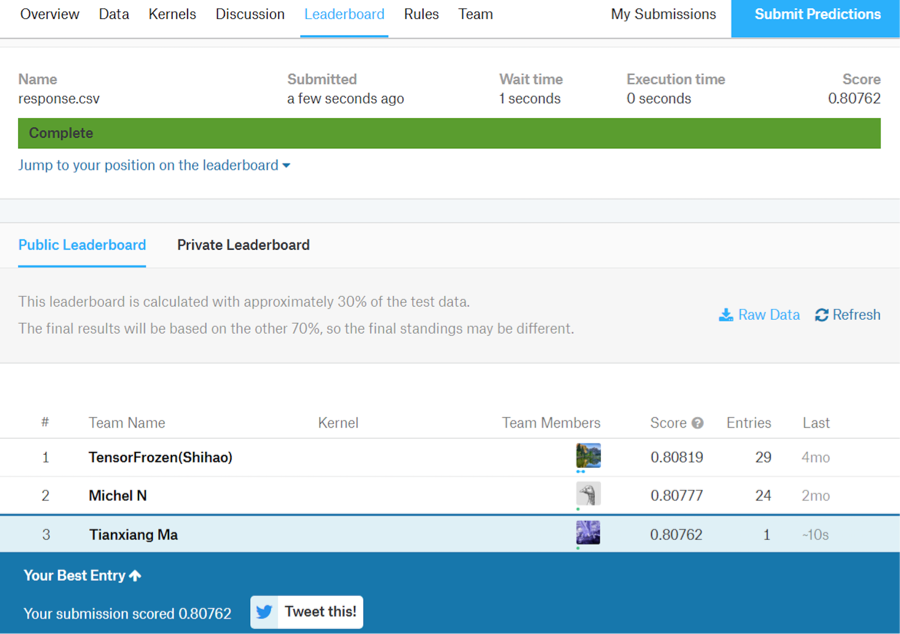 Overview Data Kernels Discussion Leaderboard Rules Team My Submissions Submit Predictions
Name Submitted Wait time Execution time Score
response.csv a few seconds ago 1 seconds 0 seconds 0.80762
Complete
Jump to your position on the leaderboard
Public Leaderboard Private Leaderboard
This leaderboard is calculated with approximately 30% of the test data.
The final results will be based on the other 70%, so the final standings may be different.
Raw Data Refresh
# Team Name Kernel Team Members Score ? Entries Last
1 TensorFrozen(Shihao) 0.80819 29 4mo
2 Michel N 0.80777 24 2mo
3 Tianxiang Ma 0.80762 1 ~10s
Your Best Entry
Your submission scored 0.80762 Tweet this!